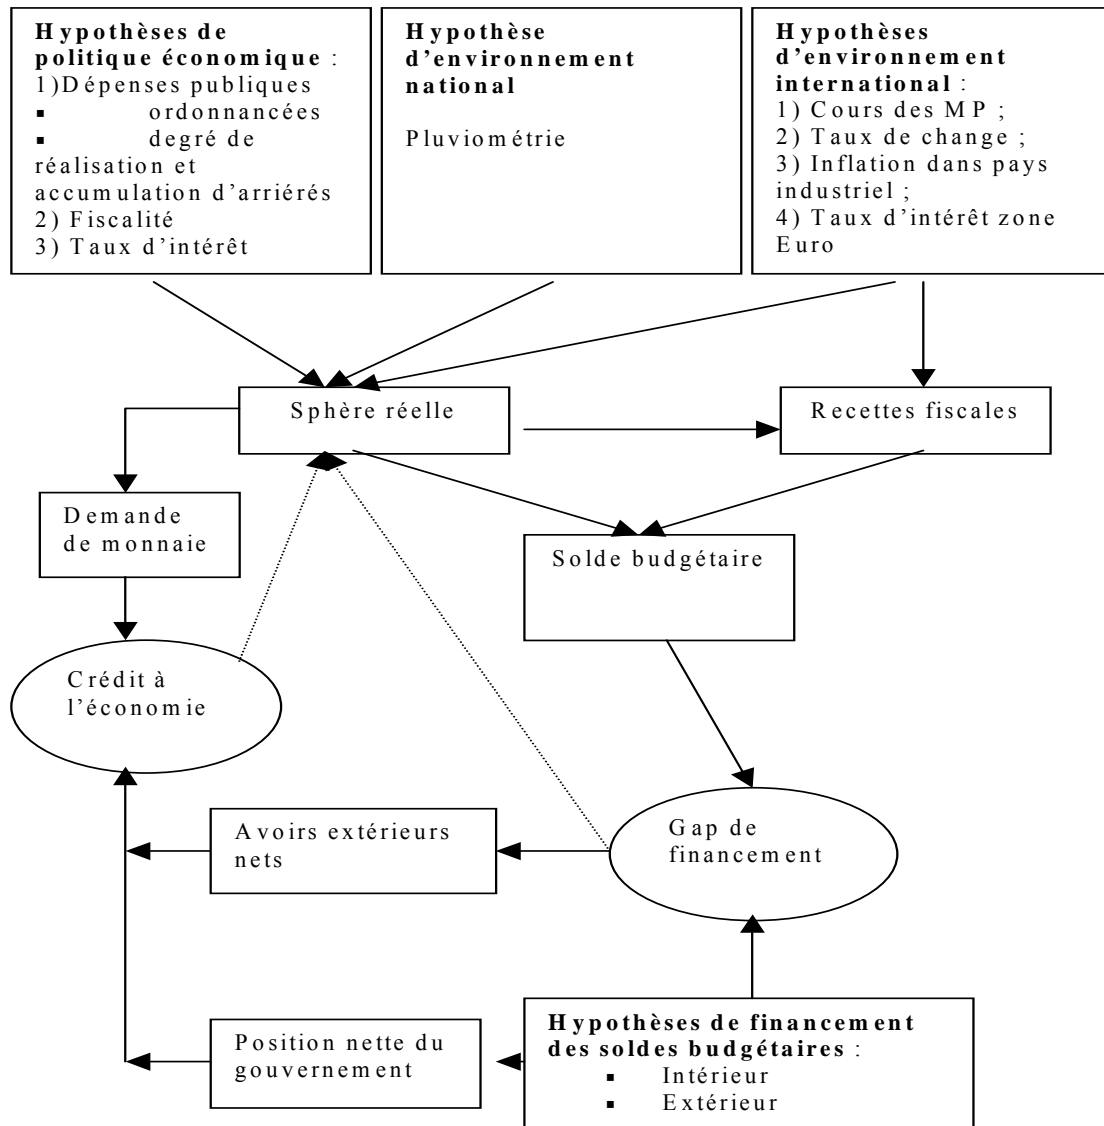 Hypothèses de
politique économique :
1)Dépenses publiques
▪ ordonnancées
▪ degré de
réalisation et
accumulation d'arriérés
2) Fiscalité
3) Taux d'intérêt
Hypothèse
d'environnement
national
Pluviométrie
Hypothèses
d'environnement
international :
1) Cours des MP ;
2) Taux de change ;
3) Inflation dans pays
industriel ;
4) Taux d'intérêt zone
Euro
Sphère réelle
Recettes fiscales
Demande
de monnaie
Solde budgétaire
Crédit à
l'économie
Avoirs extérieurs
nets
Gap de
financement
Position nette du
gouvernement
Hypothèses de financement
des soldes budgétaires :
▪ Intérieur
▪ Extérieur